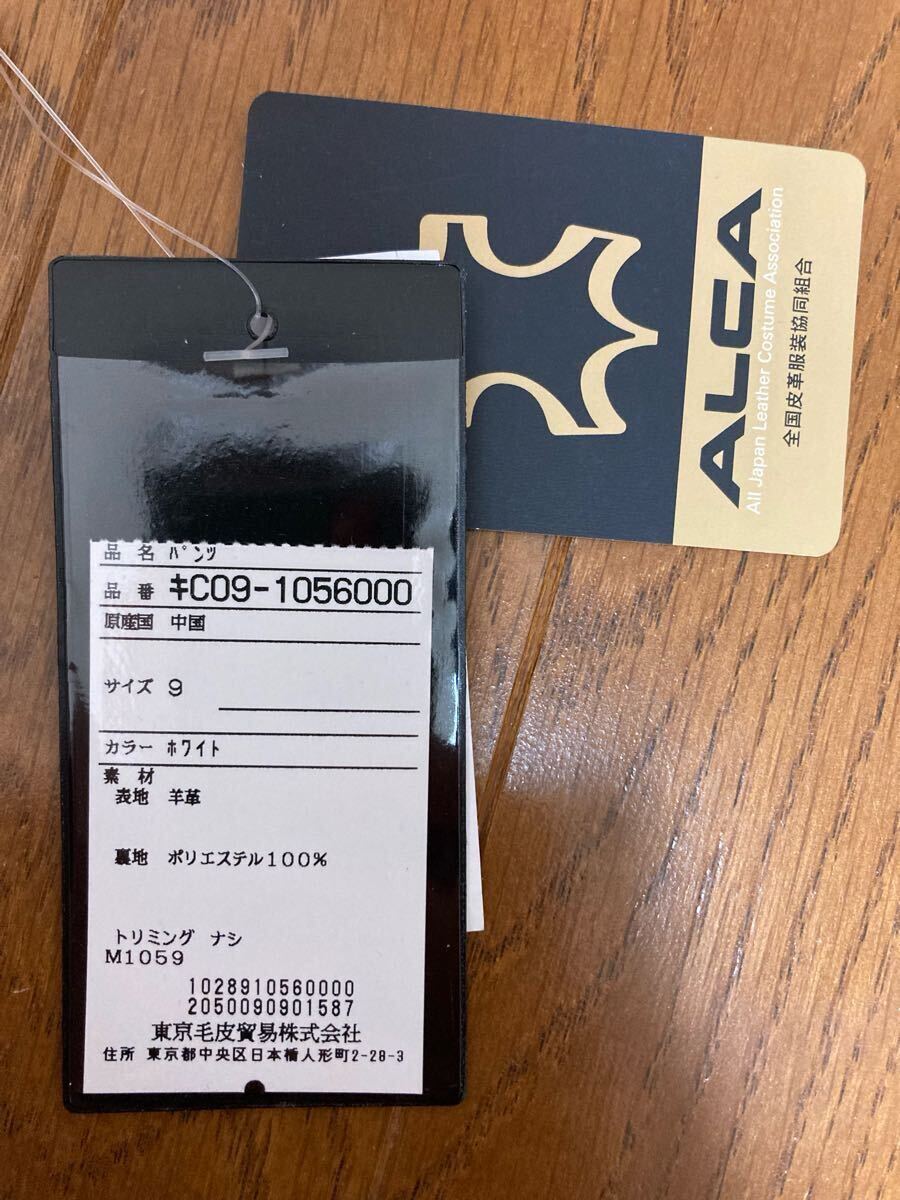 ALCA
All Japan Leather Costume Association
全国皮革服装協同組合
品名 パンツ
品番 キC09-1056000
原産国 中国
サイズ 9
カラー ホワイト
素材
表地 羊革
裏地 ポリエステル100%
トリミング ナシ
M1059
1028910560000
2050090901587
東京毛皮貿易株式会社
住所 東京都中央区日本橋人形町2-28-3